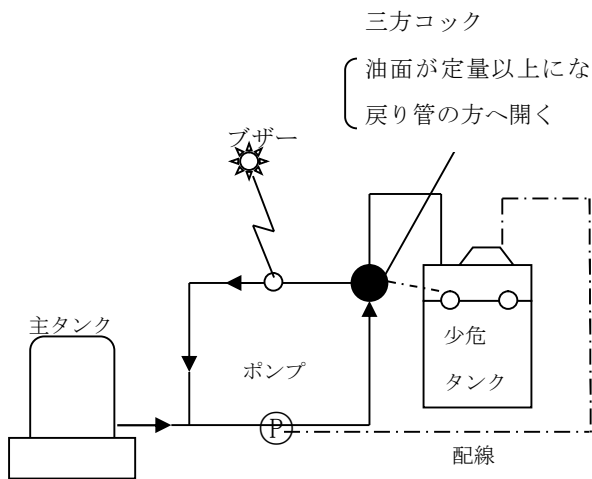 三方コック
油面が定量以上にな
戻り管の方へ開く
ブザー
主タンク
ポンプ
P
少危
タンク
配線